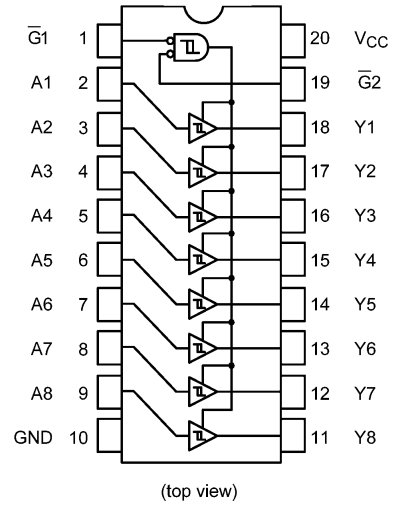 G̅1 1 20 VCC
A1 2 19 G̅2
A2 3 18 Y1
A3 4 17 Y2
A4 5 16 Y3
A5 6 15 Y4
A6 7 14 Y5
A7 8 13 Y6
A8 9 12 Y7
GND 10 11 Y8
(top view)